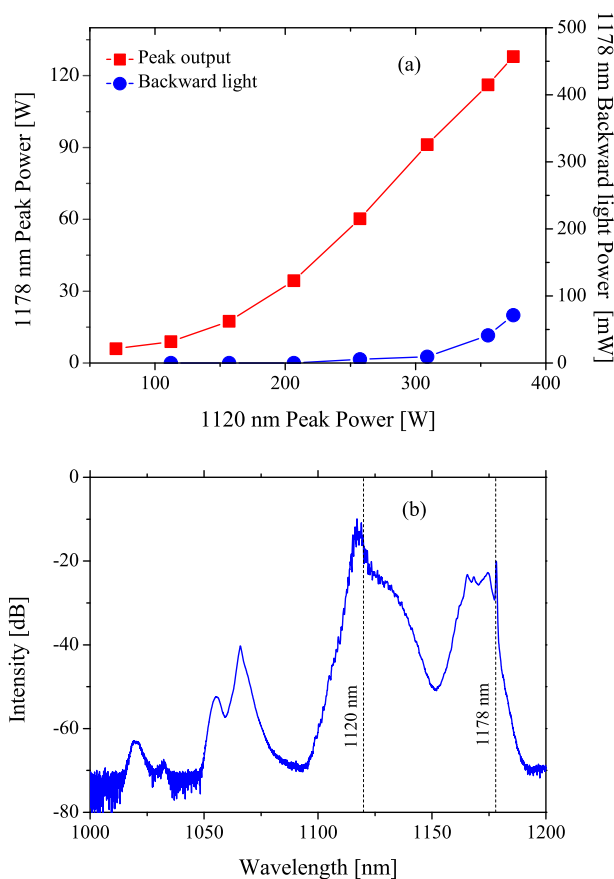 (a)
Peak output
Backward light
1178 nm Peak Power [W]
130
120
90
60
30
0
1178 nm Backward light Power [mW]
500
400
300
200
100
0
100
200
300
400
1120 nm Peak Power [W]
(b)
Intensity [dB]
0
-20
-40
-60
-80
1120 nm
1178 nm
1000
1050
1100
1150
1200
Wavelength [nm]